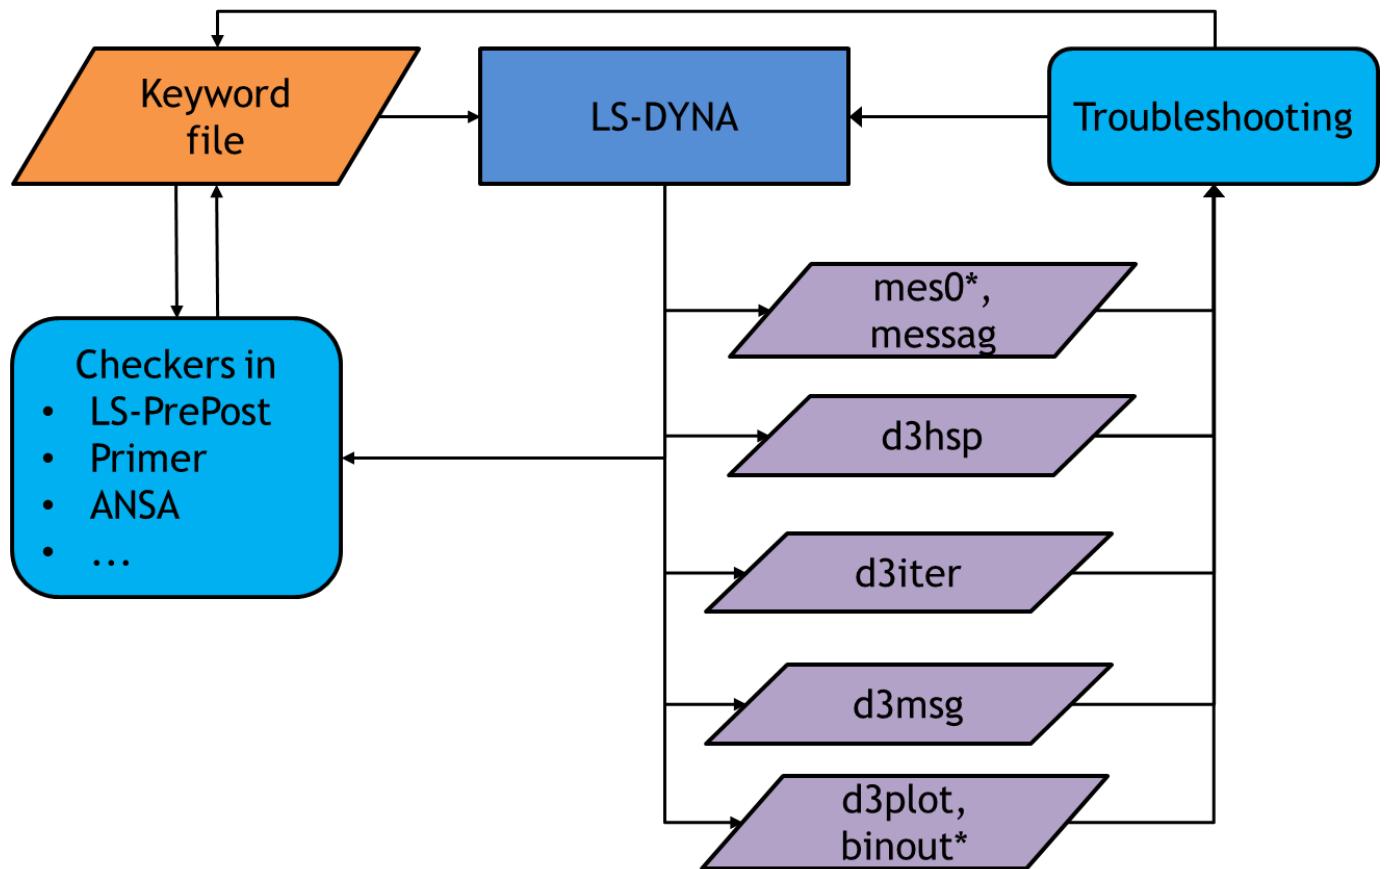 Keyword
file
LS-DYNA
Troubleshooting
mes0*,
messag
Checkers in
• LS-PrePost
• Primer
• ANSA
• ...
d3hsp
d3iter
d3msg
d3plot,
binout*